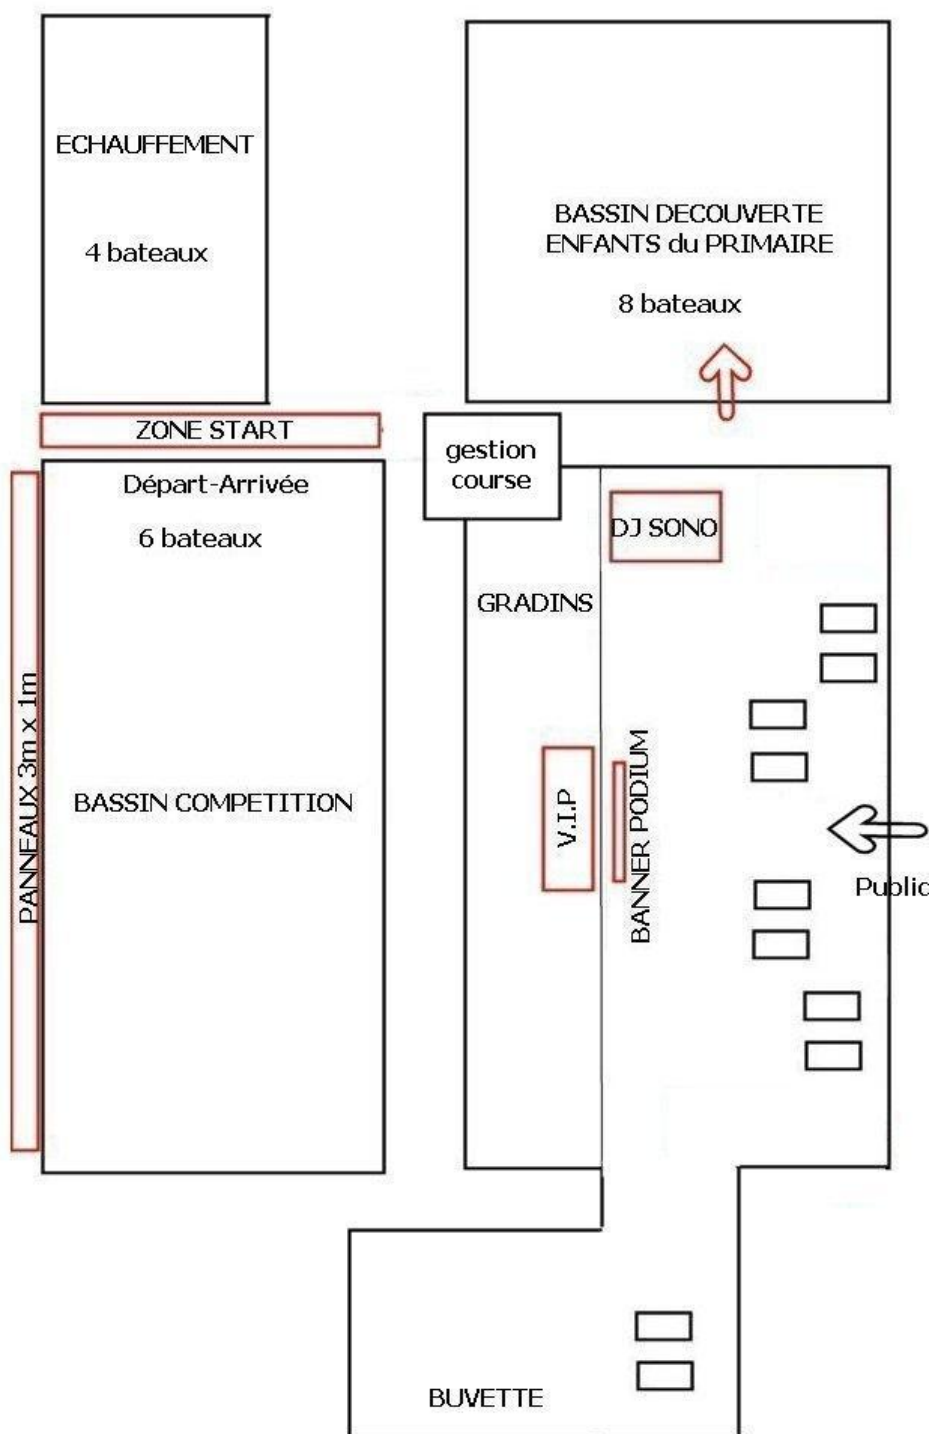 ECHAUFFEMENT
4 bateaux
BASSIN DECOUVERTE
ENFANTS du PRIMAIRE
8 bateaux
ZONE START
gestion
course
Départ-Arrivée
6 bateaux
DJ SONO
GRADINS
PANNEAUX 3m x 1m
BASSIN COMPETITION
V.I.P
BANNER PODIUM
Public
BUVETTE